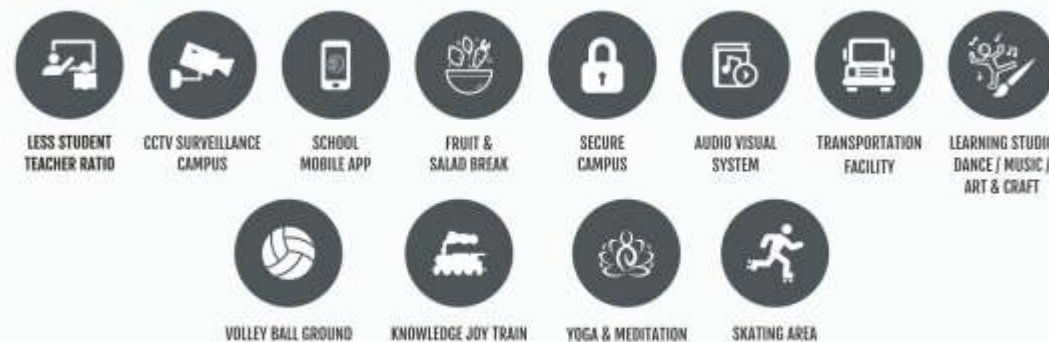 LESS STUDENT
TEACHER RATIO
CCTV SURVEILLANCE
CAMPUS
SCHOOL
MOBILE APP
FRUIT &
SALAD BREAK
SECURE
CAMPUS
AUDIO VISUAL
SYSTEM
TRANSPORTATION
FACILITY
LEARNING STUDIO
DANCE / MUSIC /
ART & CRAFT
VOLLEY BALL GROUND
KNOWLEDGE JOY TRAIN
YOGA & MEDITATION
SKATING AREA